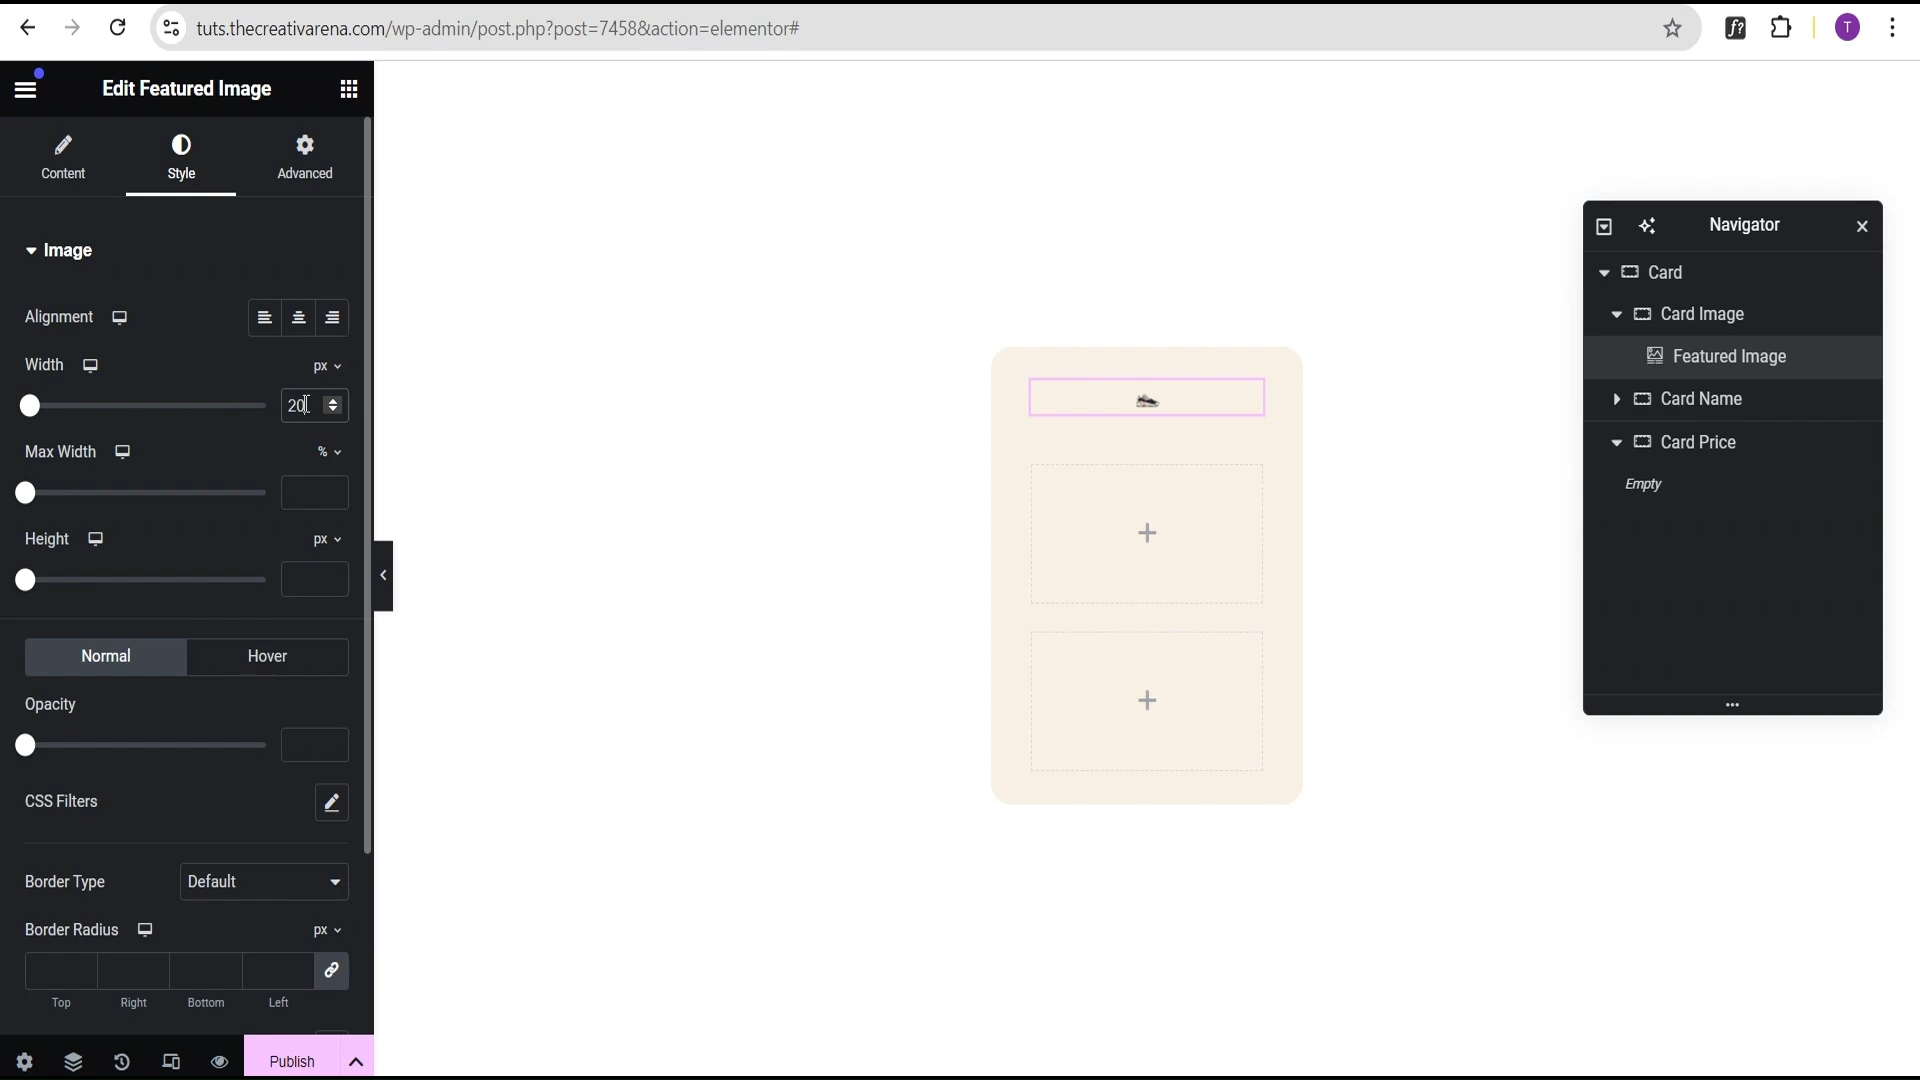 tuts.thecreativarena.com/wp-admin/post.php?post=7458&action=elementor#
f?
T
Edit Featured Image
Content
Style
Advanced
Image
Alignment
Width
px
20
Max Width
%
Height
px
Normal
Hover
Opacity
CSS Filters
Border Type
Default
Border Radius
px
Top
Right
Bottom
Left
Publish
Navigator
Card
Card Image
Featured Image
Card Name
Card Price
Empty